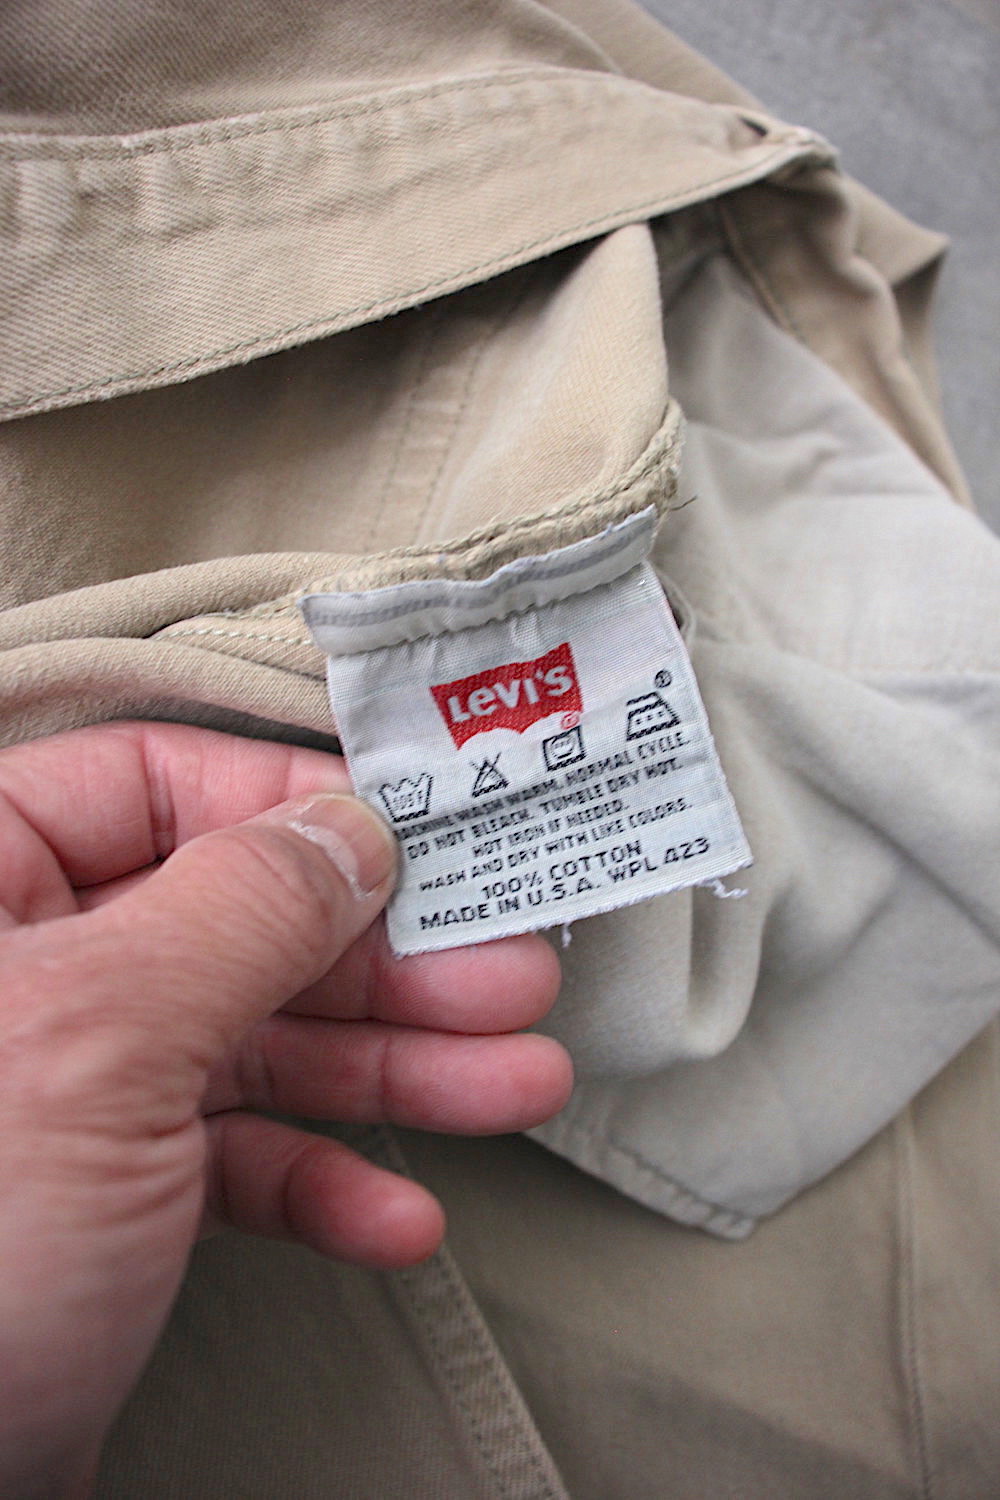 LEVI'S
105F
MACHINE WASH WARM, NORMAL CYCLE.
DO NOT BLEACH. TUMBLE DRY HOT.
HOT IRON IF NEEDED.
WASH AND DRY WITH LIKE COLORS.
100% COTTON
MADE IN U.S.A. WPL 423